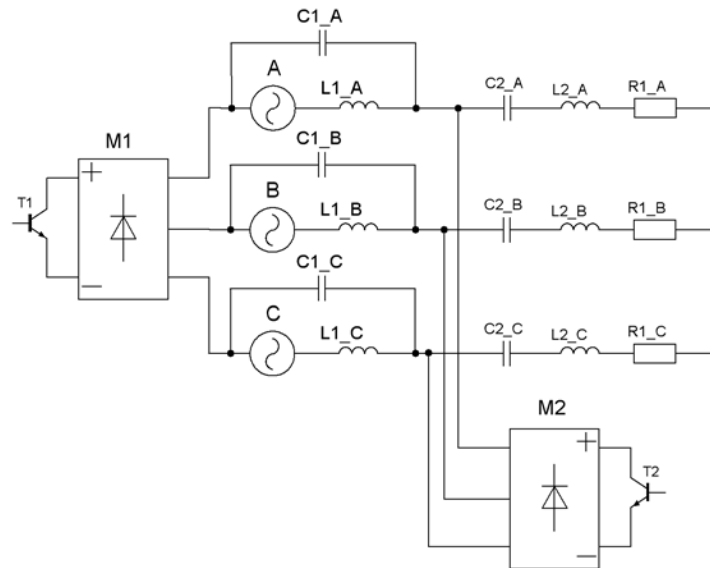 C1_A
A
L1_A
C2_A
L2_A
R1_A
M1
C1_B
+
T1
B
L1_B
C2_B
L2_B
R1_B
C1_C
—
C
L1_C
C2_C
L2_C
R1_C
M2
+
T2
—